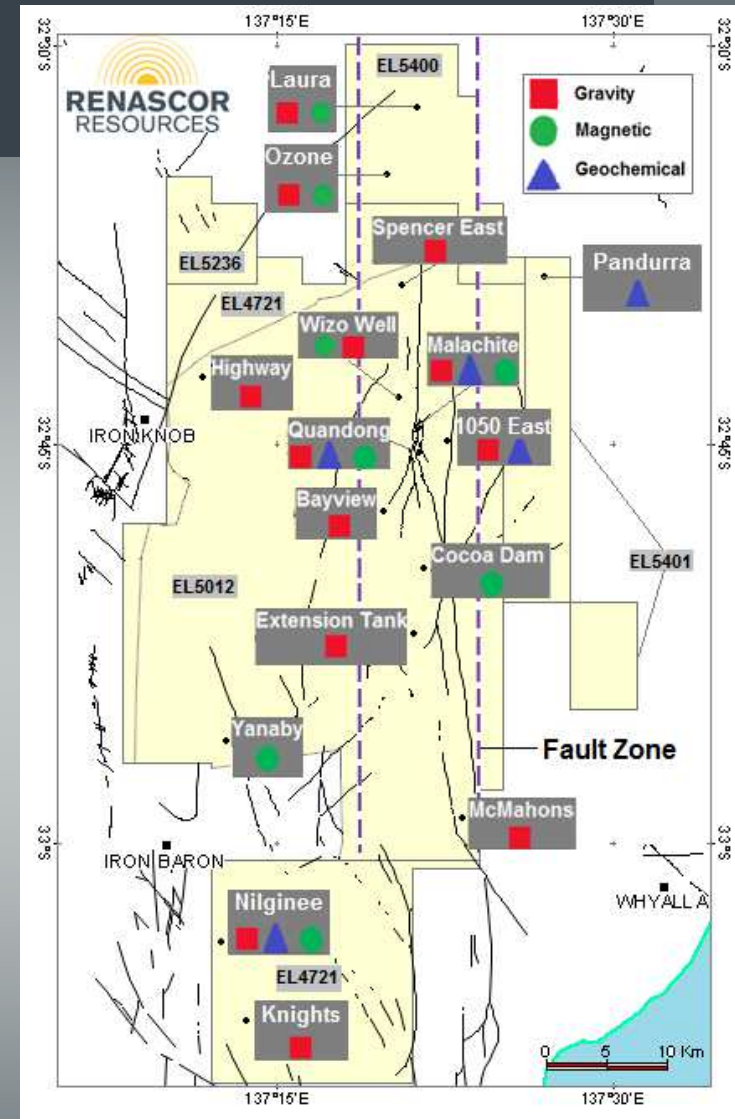 137°15'E
137°30'E
32°30'S
32°30'S
RENASCOR
RESOURCES
EL5400
Laura
Gravity
Magnetic
Geochemical
Ozone
Spencer East
EL5236
Pandurra
EL4721
Wizo Well
Malachite
Highway
IRON KNOB
Quandong
1050 East
32°45'S
32°45'S
Bayview
Cocoa Dam
EL5401
EL5012
Extension Tank
Yanaby
Fault Zone
McMahons
33°S
33°S
IRON BARON
WHYALLA
Nilginee
EL4721
Knights
0 5 10 Km
137°15'E
137°30'E